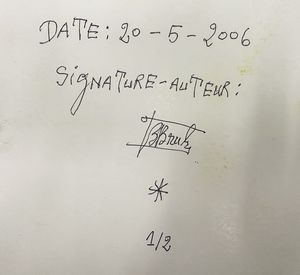 DATE: 20-5-2006
SIGNATURE-AUTEUR:
*
1/2